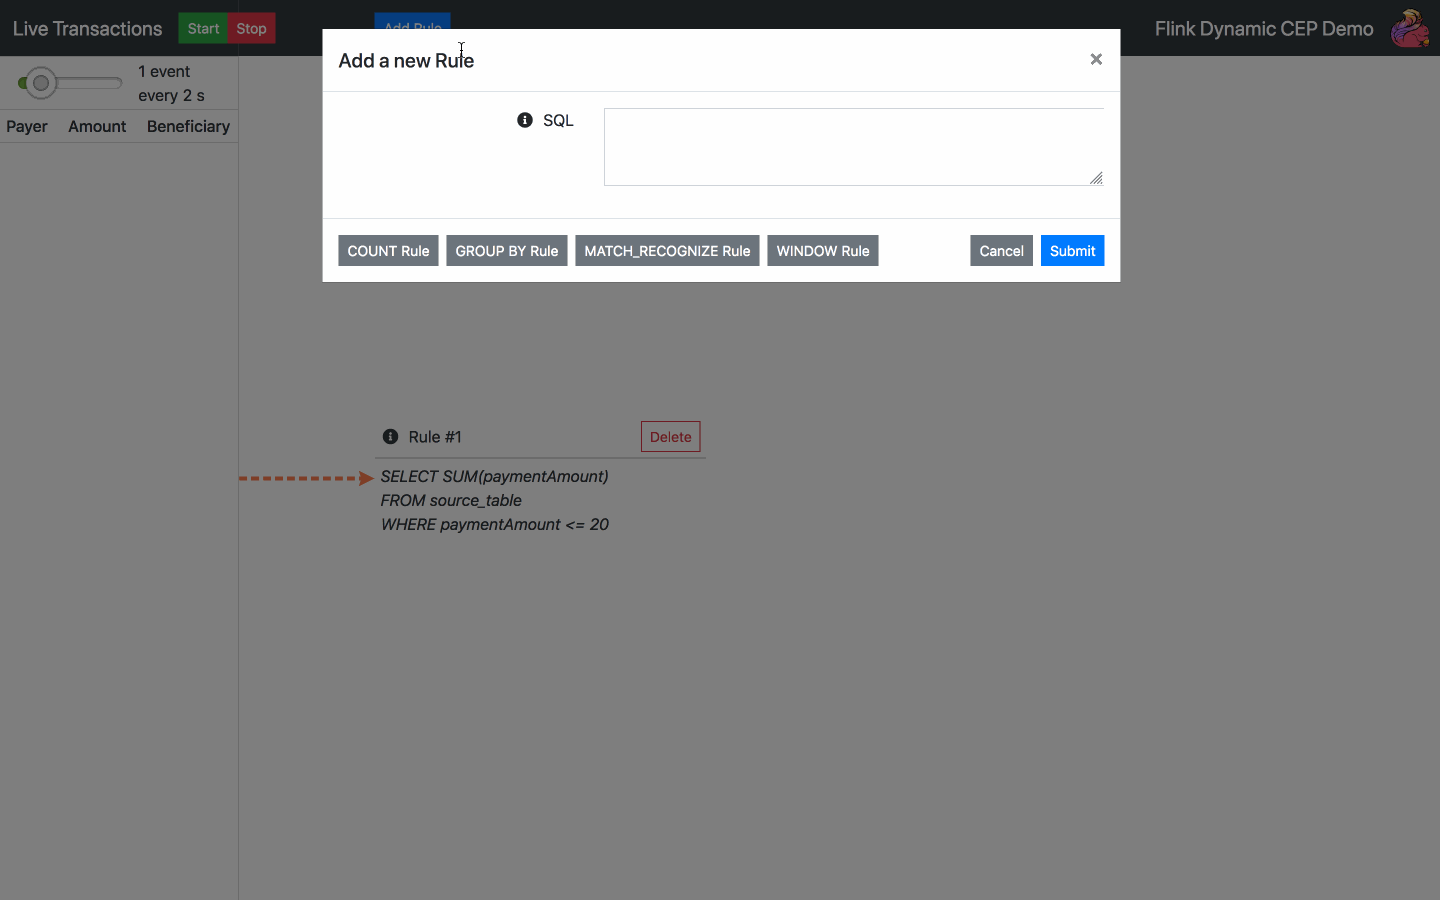 Live Transactions
Start
Stop
Add Rule
Flink Dynamic CEP Demo
1 event
every 2 s
Payer
Amount
Beneficiary
Add a new Rule
×
SQL
COUNT Rule
GROUP BY Rule
MATCH_RECOGNIZE Rule
WINDOW Rule
Cancel
Submit
Rule #1
Delete
SELECT SUM(paymentAmount)
FROM source_table
WHERE paymentAmount <= 20